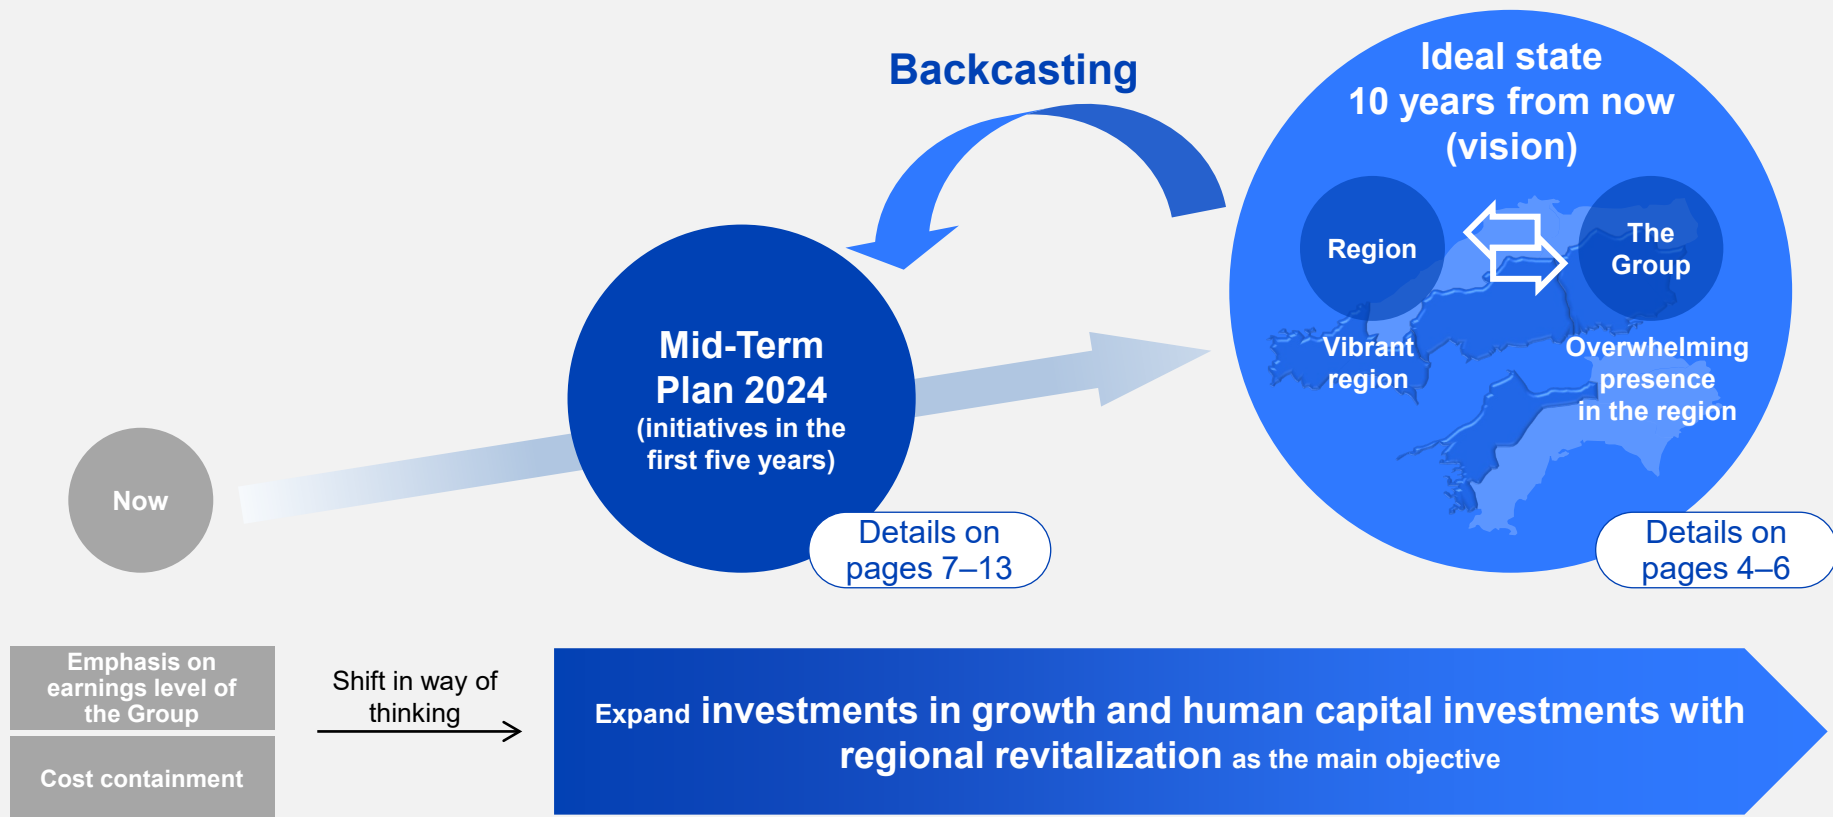 Backcasting
Ideal state
10 years from now
(vision)
Region
The
Group
Vibrant
region
Overwhelming
presence
in the region
Details on
pages 4–6
Mid-Term
Plan 2024
(initiatives in the
first five years)
Details on
pages 7–13
Now
Emphasis on
earnings level of
the Group
Cost containment
Shift in way of
thinking
Expand investments in growth and human capital investments with
regional revitalization as the main objective